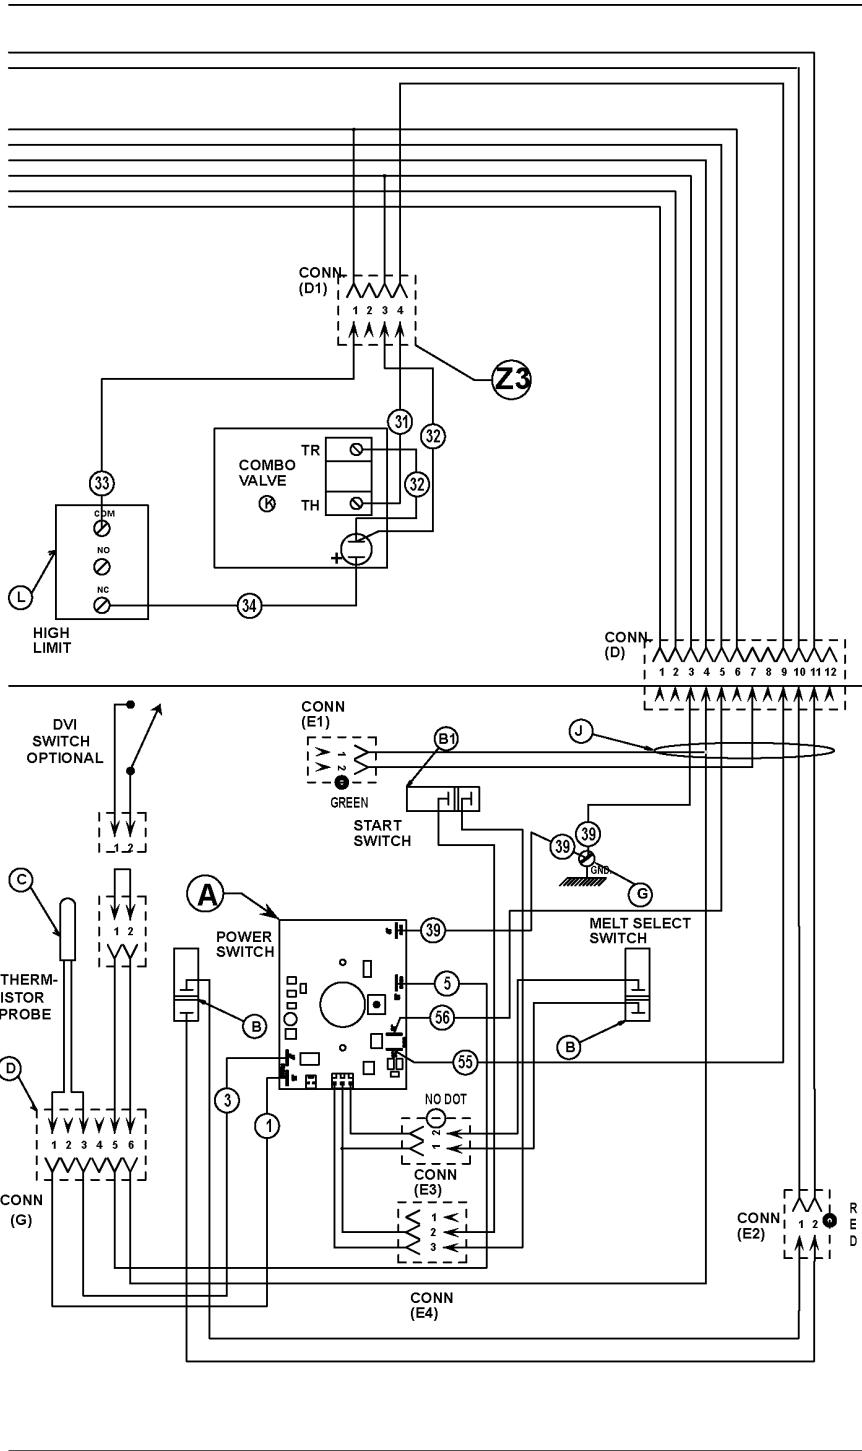 CONN.
(D1)
1 2 3 4
Z3
31
32
TR
COMBO
VALVE
32
33
K
TH
COM
NO
+
NC
L
34
HIGH
LIMIT
CONN.
(D)
1 2 3 4 5 6 7 8 9 10 11 12
CONN
(E1)
DVI
SWITCH
OPTIONAL
B1
J
1
2
GREEN
START
SWITCH
39
39
1 2
GND.
C
A
G
1 2
POWER
SWITCH
39
MELT SELECT
SWITCH
THERM-
ISTOR
PROBE
5
56
B
B
55
D
3
NO DOT
1
2
1
1 2 3 4 5 6
CONN
(E3)
CONN
(G)
1
2
3
CONN
(E2)
1 2
R
E
D
CONN
(E4)